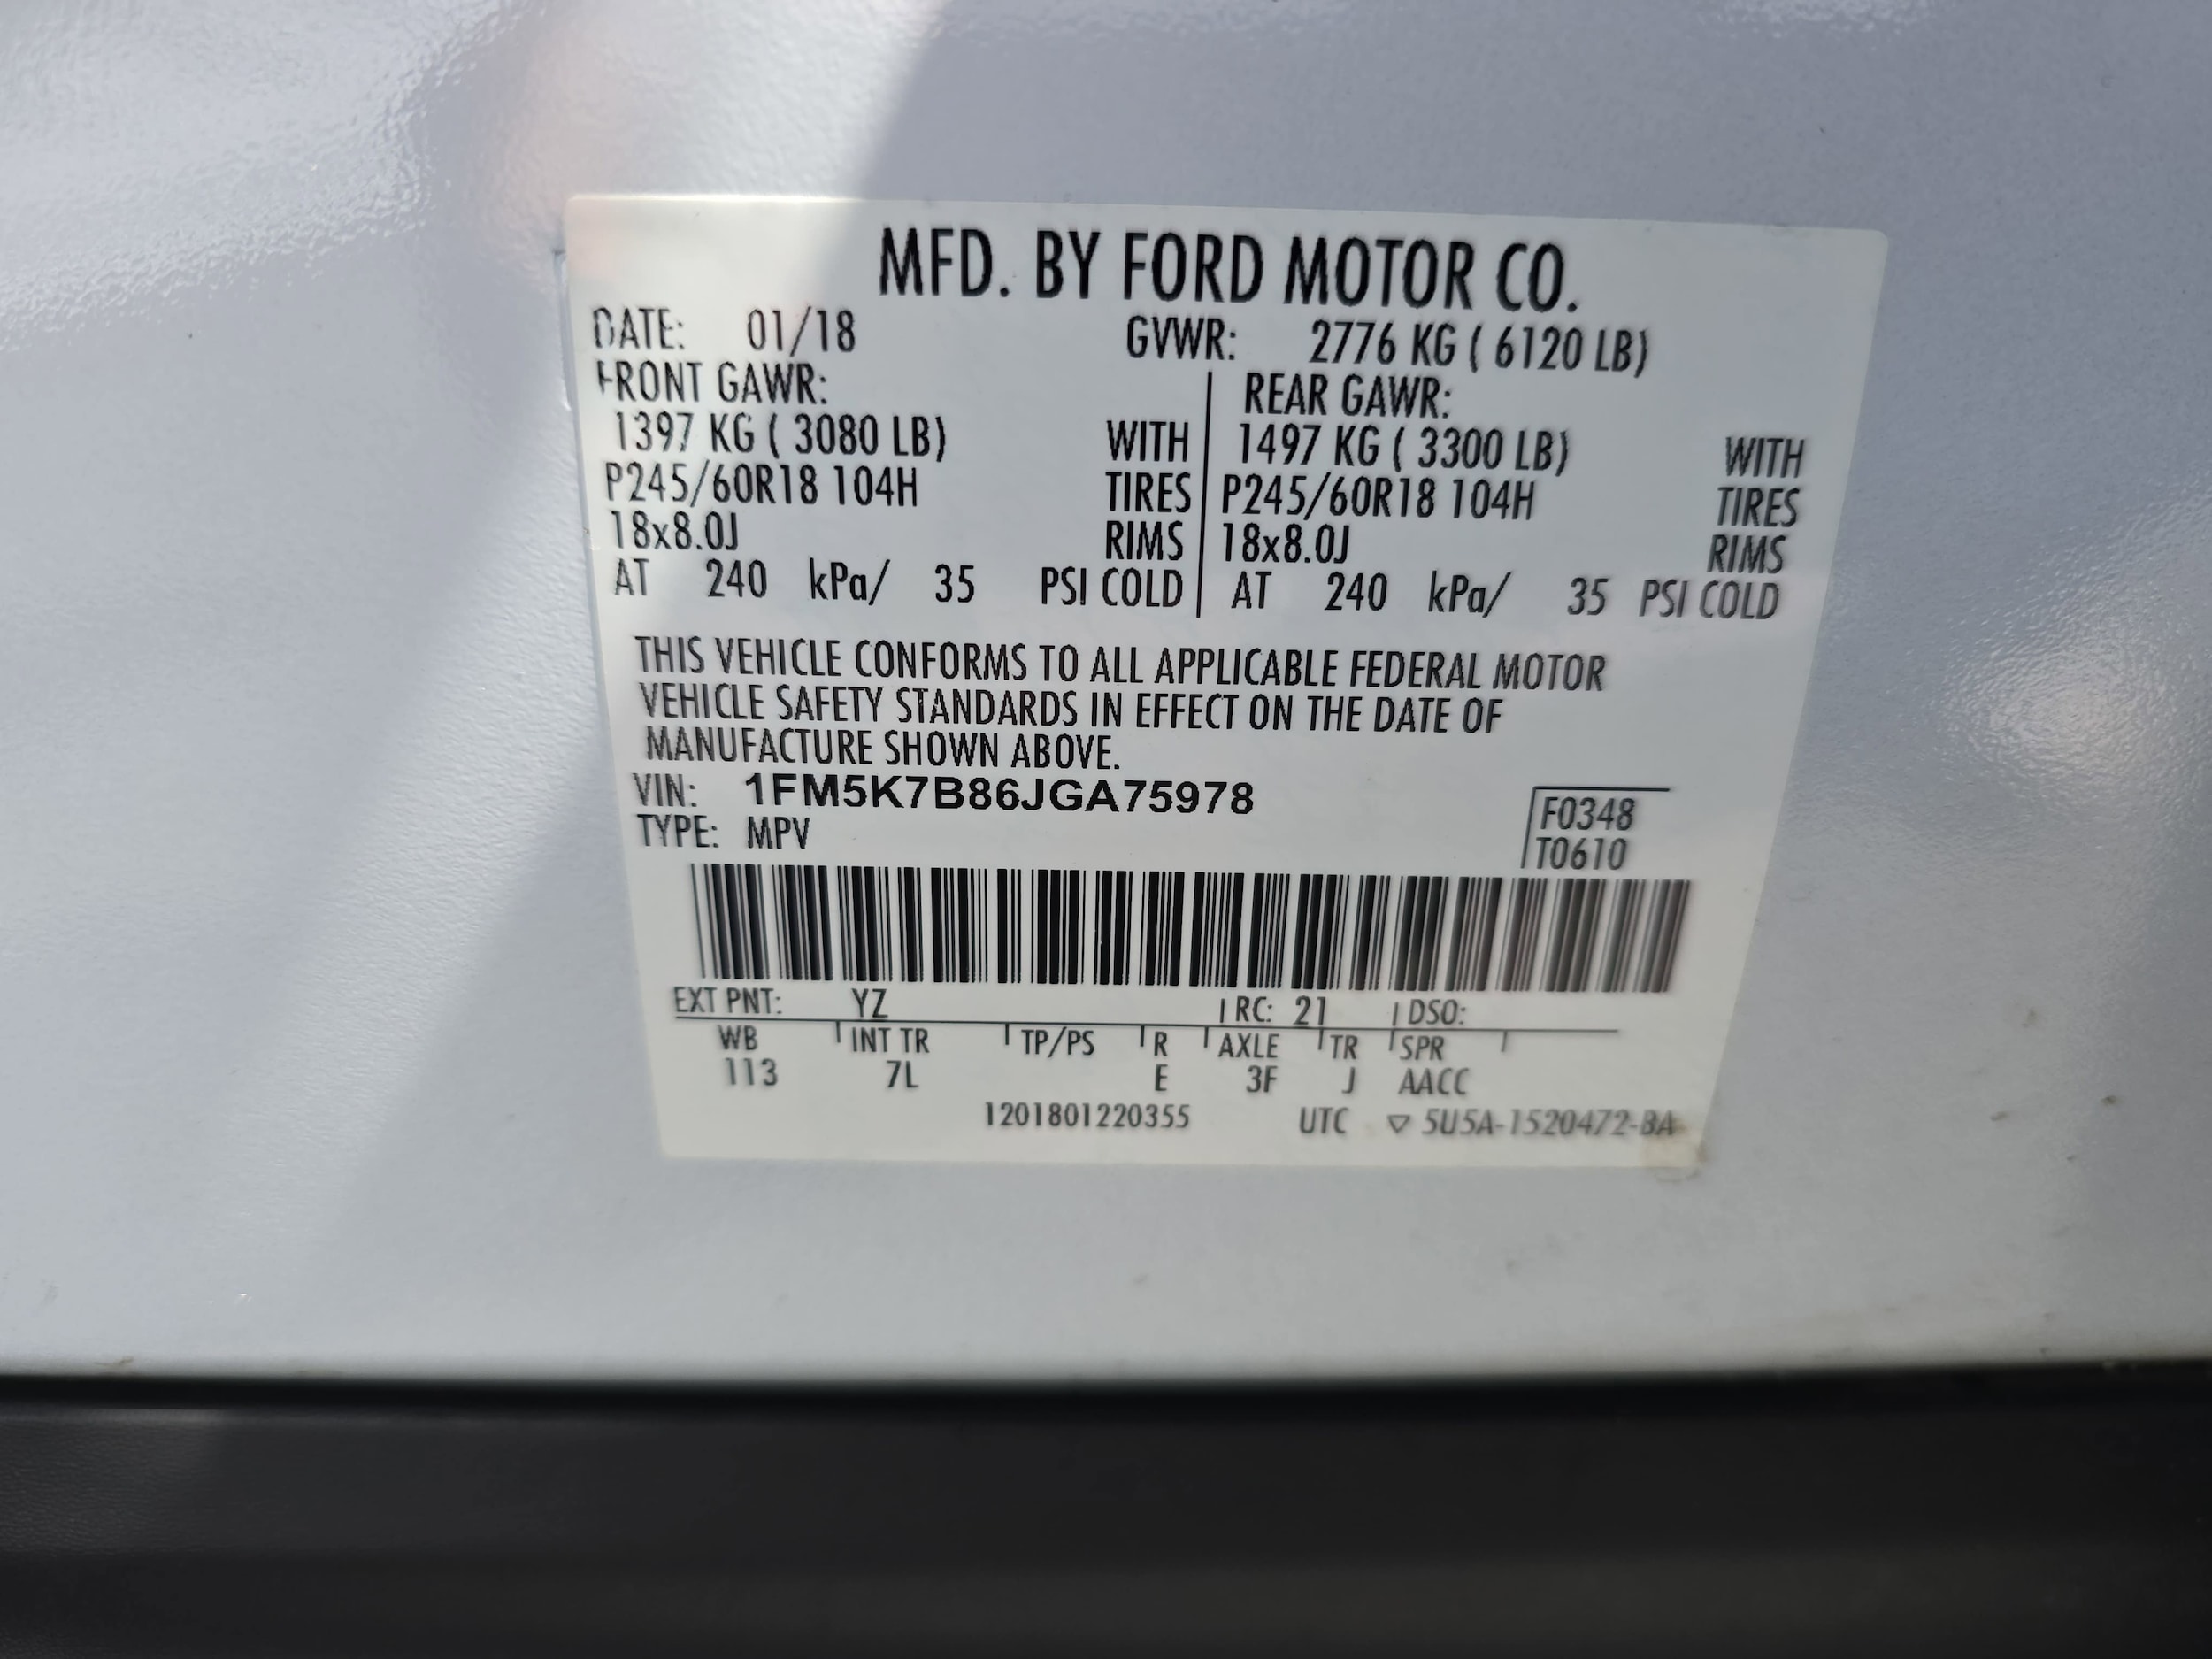 MFD. BY FORD MOTOR CO.
DATE: 01/18 GVWR: 2776 KG ( 6120 LB)
FRONT GAWR: REAR GAWR:
1397 KG ( 3080 LB) WITH 1497 KG ( 3300 LB) WITH
P245/60R18 104H TIRES P245/60R18 104H TIRES
18x8.0J RIMS 18x8.0J RIMS
AT 240 kPa/ 35 PSI COLD AT 240 kPa/ 35 PSI COLD
THIS VEHICLE CONFORMS TO ALL APPLICABLE FEDERAL MOTOR
VEHICLE SAFETY STANDARDS IN EFFECT ON THE DATE OF
MANUFACTURE SHOWN ABOVE.
VIN: 1FM5K7B86JGA75978 F0348
TYPE: MPV T0610
EXT PNT: YZ RC: 21 DSO:
WB INT TR TP/PS R AXLE TR SPR
113 7L E 3F J AACC
1201801220355 UTC ▽ 5U5A-1520472-BA